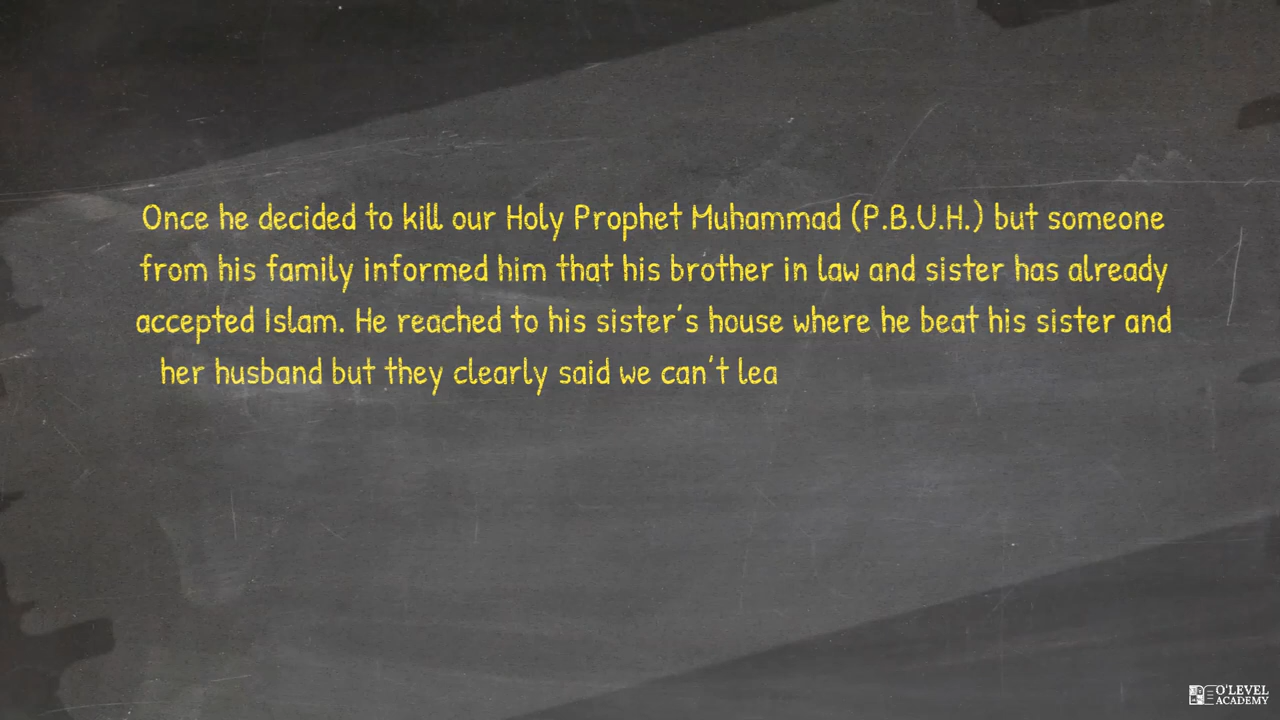 Once he decided to kill our Holy Prophet Muhammad (P.B.U.H.) but someone
from his family informed him that his brother in law and sister has already
accepted Islam. He reached to his sister's house where he beat his sister and
her husband but they clearly said we can't lea
O'LEVEL
ACADEMY